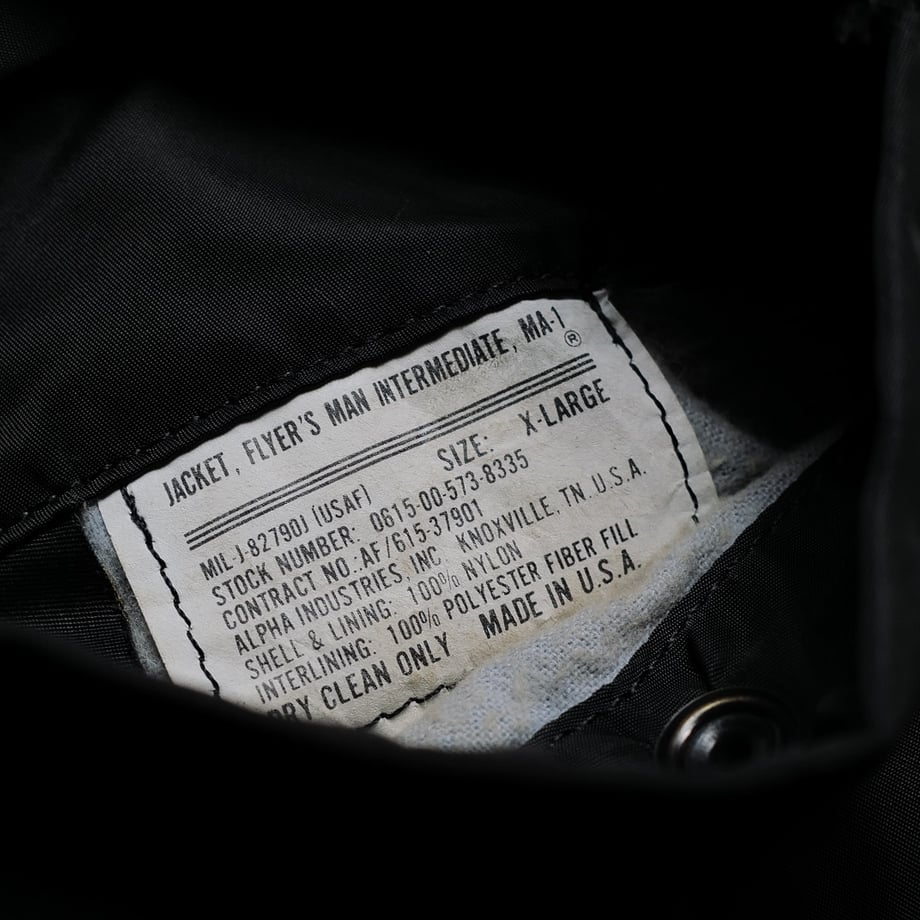 JACKET, FLYER'S MAN INTERMEDIATE, MA-1 ®
SIZE: X-LARGE
MIL-J-82790J (USAF)
STOCK NUMBER: 0615-00-573-8335
CONTRACT NO.:AF/615-37901
ALPHA INDUSTRIES, INC. KNOXVILLE, TN. U.S.A.
SHELL & LINING: 100% NYLON
INTERLINING: 100% POLYESTER FIBER FILL
DRY CLEAN ONLY MADE IN U.S.A.